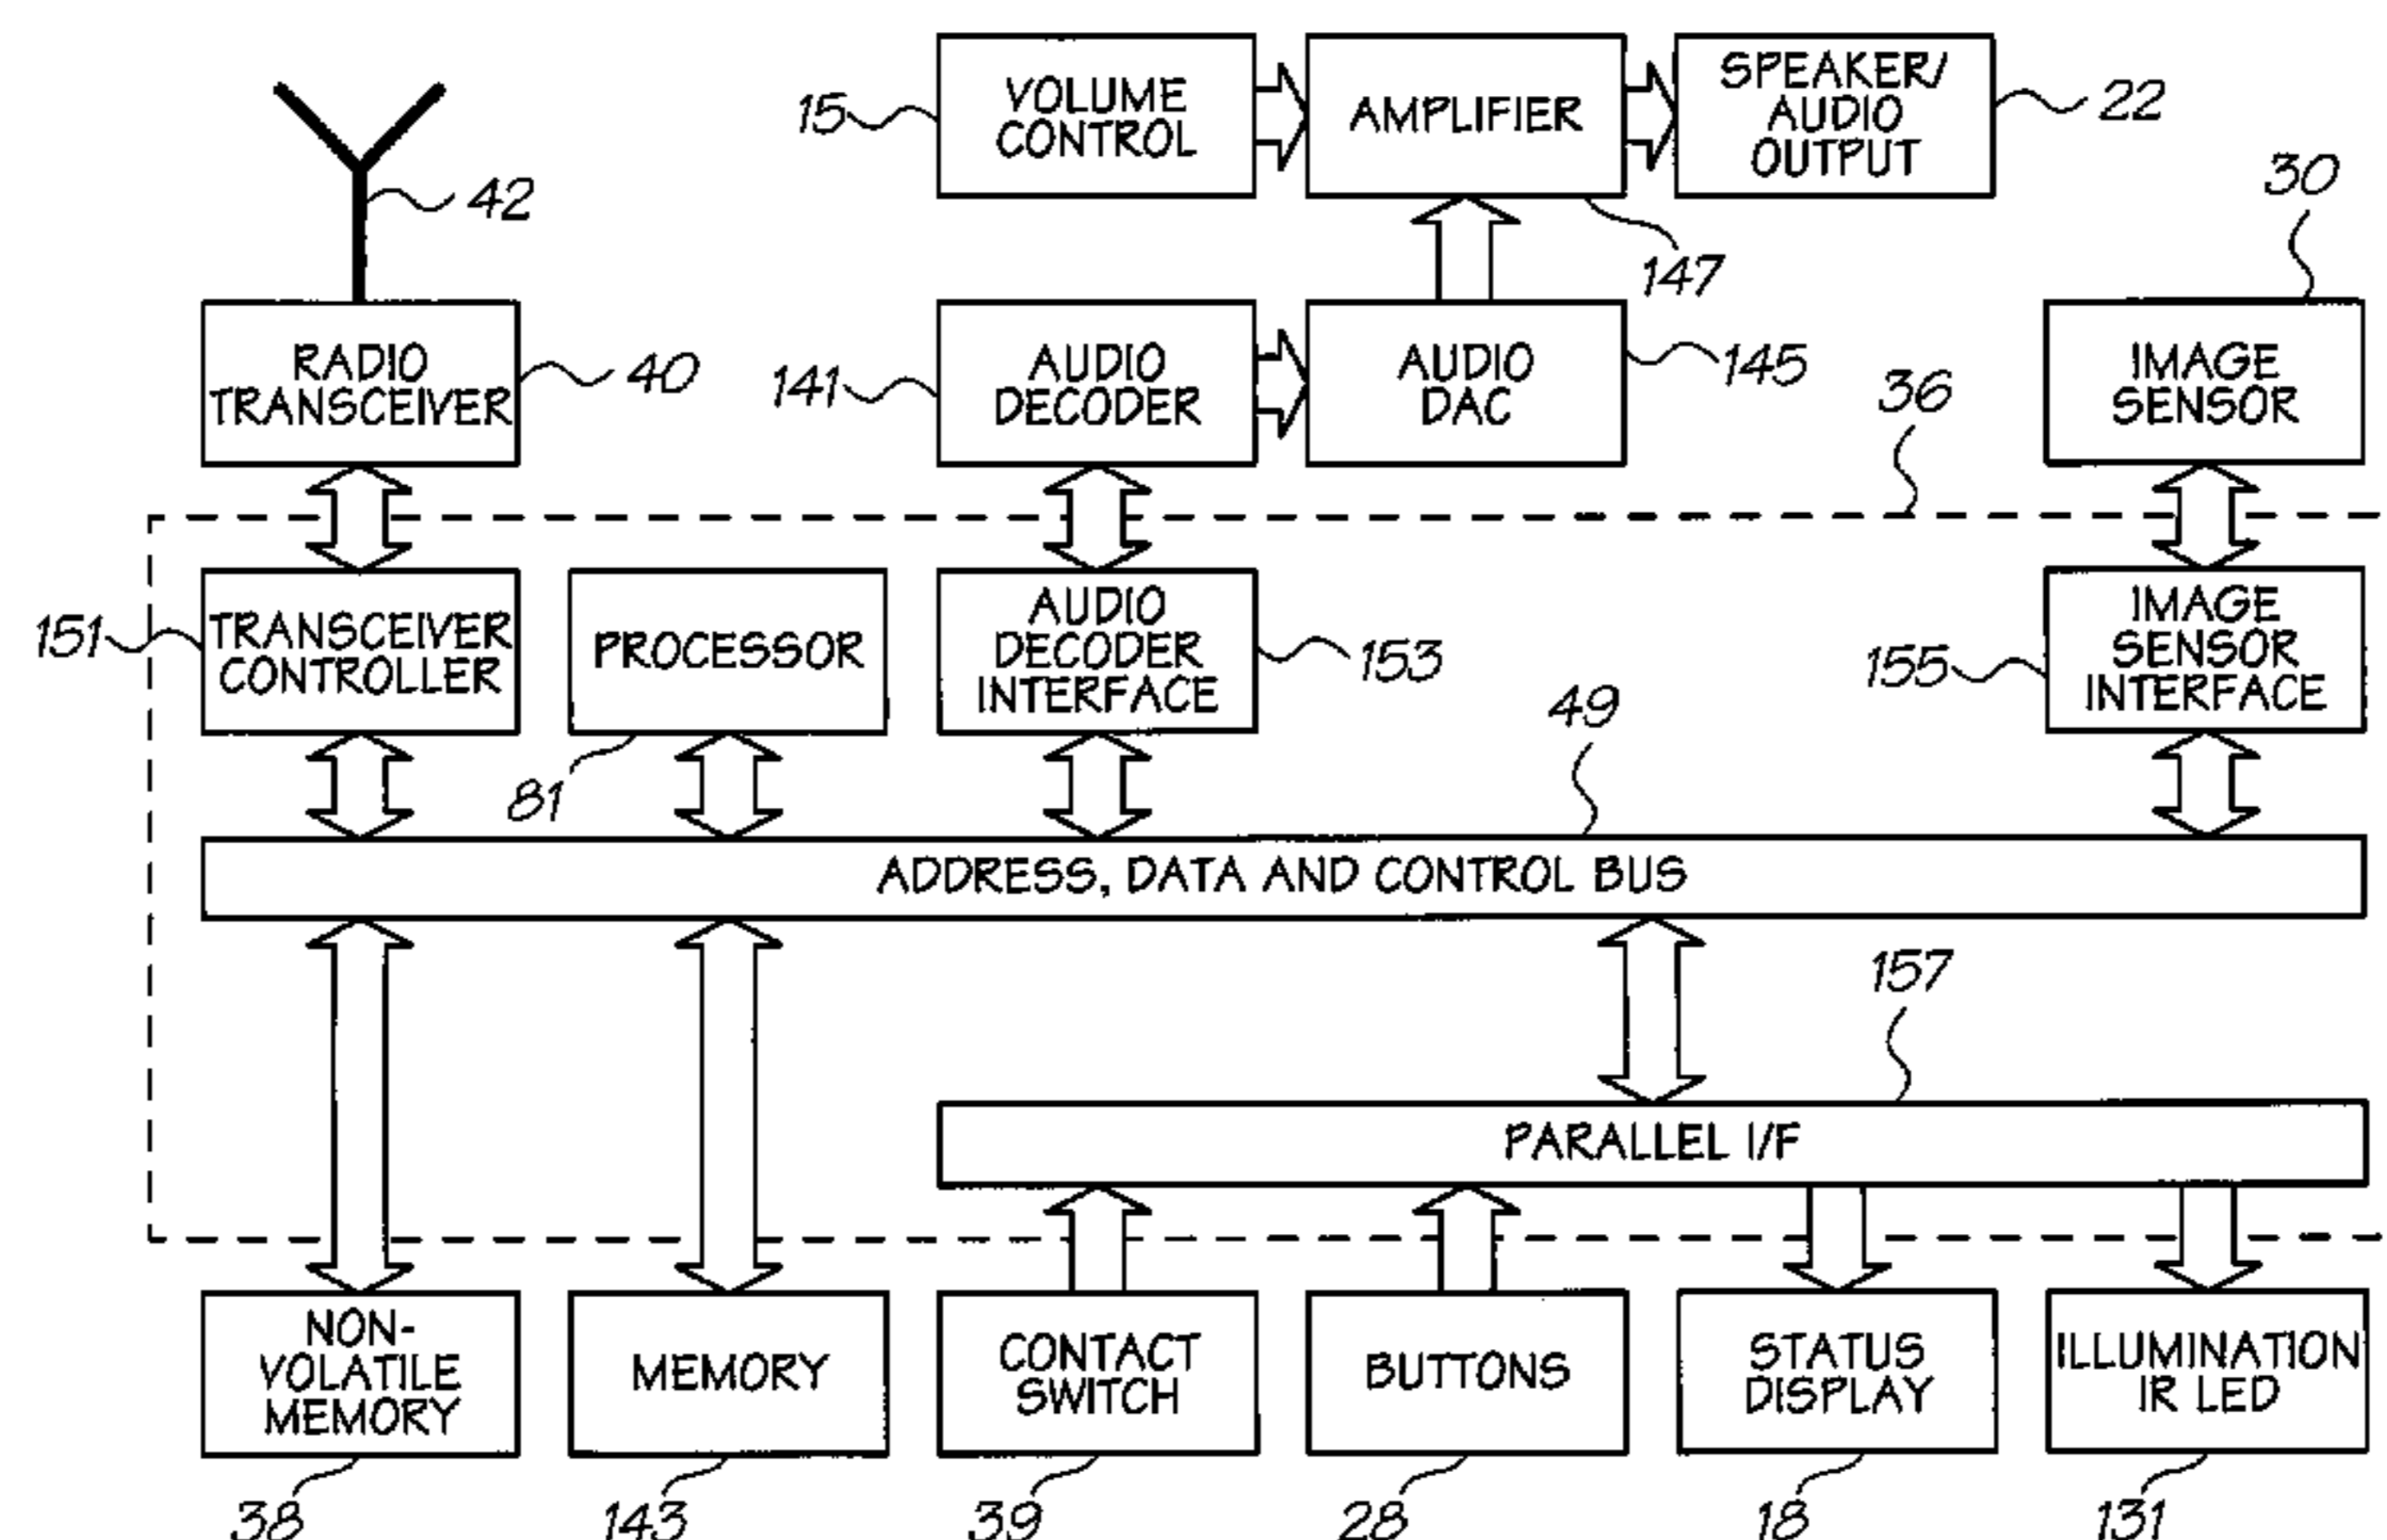 15
VOLUME
CONTROL
AMPLIFIER
SPEAKER/
AUDIO
OUTPUT
22
42
147
30
RADIO
TRANSCEIVER
40
141
AUDIO
DECODER
AUDIO
DAC
145
36
IMAGE
SENSOR
151
TRANSCEIVER
CONTROLLER
PROCESSOR
81
AUDIO
DECODER
INTERFACE
153
49
155
IMAGE
SENSOR
INTERFACE
ADDRESS, DATA AND CONTROL BUS
157
PARALLEL I/F
NON-
VOLATILE
MEMORY
MEMORY
CONTACT
SWITCH
BUTTONS
STATUS
DISPLAY
ILLUMINATION
IR LED
38
143
39
28
18
131